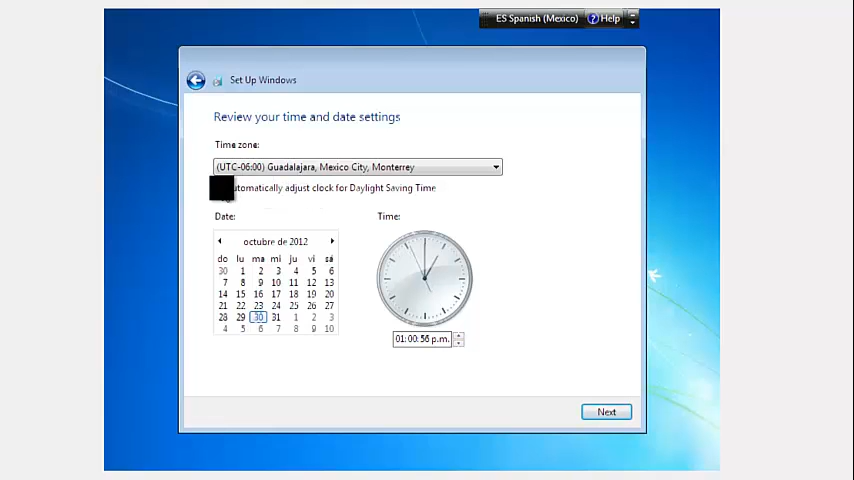 ES Spanish (Mexico) ? Help
Set Up Windows
Review your time and date settings
Time zone:
(UTC-06:00) Guadalajara, Mexico City, Monterrey
utomatically adjust clock for Daylight Saving Time
Date:
Time:
octubre de 2012
do lu ma mi ju vi sá
30 1 2 3 4 5 6
7 8 9 10 11 12 13
14 15 16 17 18 19 20
21 22 23 24 25 26 27
28 29 30 31 1 2 3
4 5 6 7 8 9 10
01:00:56 p.m.
Next